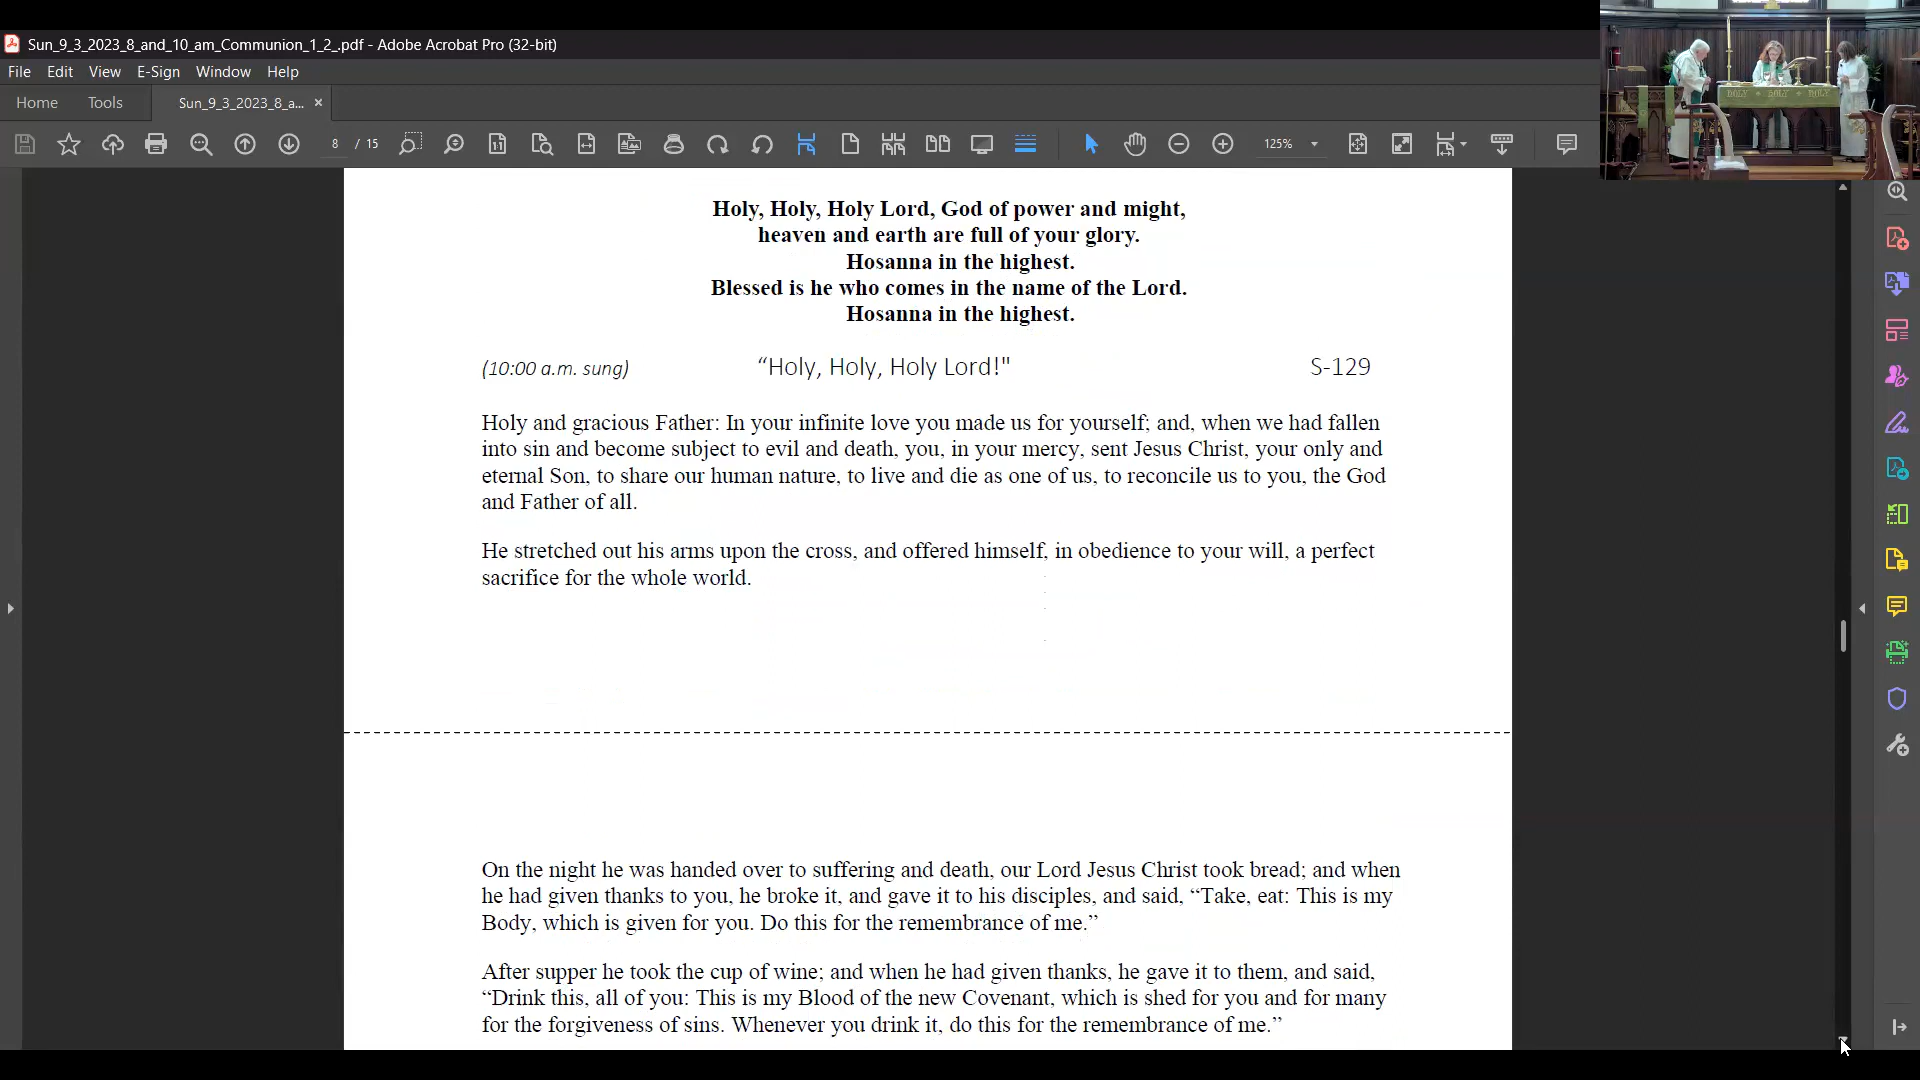 Sun_9_3_2023_8_and_10_am_Communion_1_2_.pdf - Adobe Acrobat Pro (32-bit)
File Edit View E-Sign Window Help
Home Tools Sun_9_3_2023_8_a... ×
8 / 15 125%
HOLY HOLY HOLY
Holy, Holy, Holy Lord, God of power and might,
heaven and earth are full of your glory.
Hosanna in the highest.
Blessed is he who comes in the name of the Lord.
Hosanna in the highest.
(10:00 a.m. sung) “Holy, Holy, Holy Lord!" S-129
Holy and gracious Father: In your infinite love you made us for yourself; and, when we had fallen
into sin and become subject to evil and death, you, in your mercy, sent Jesus Christ, your only and
eternal Son, to share our human nature, to live and die as one of us, to reconcile us to you, the God
and Father of all.
He stretched out his arms upon the cross, and offered himself, in obedience to your will, a perfect
sacrifice for the whole world.
On the night he was handed over to suffering and death, our Lord Jesus Christ took bread; and when
he had given thanks to you, he broke it, and gave it to his disciples, and said, “Take, eat: This is my
Body, which is given for you. Do this for the remembrance of me.”
After supper he took the cup of wine; and when he had given thanks, he gave it to them, and said,
“Drink this, all of you: This is my Blood of the new Covenant, which is shed for you and for many
for the forgiveness of sins. Whenever you drink it, do this for the remembrance of me.”